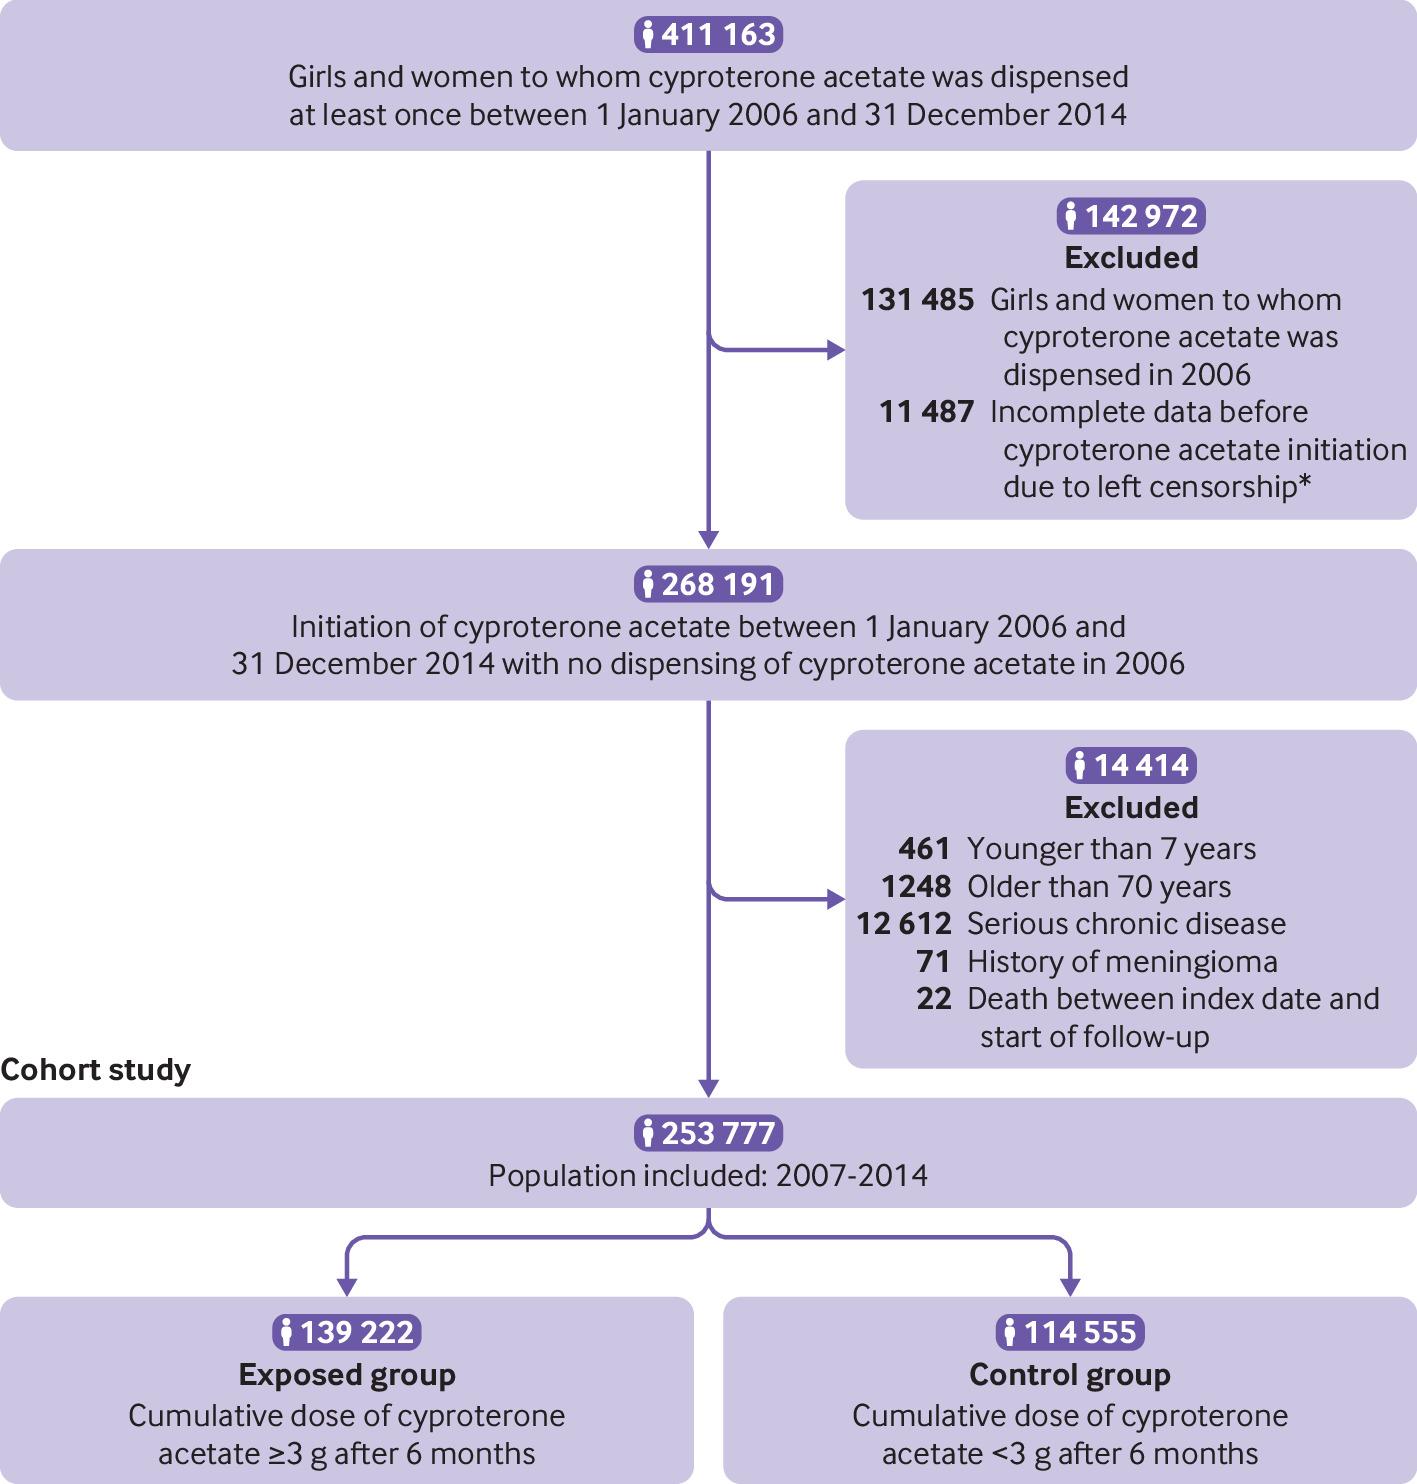 411 163
Girls and women to whom cyproterone acetate was dispensed
at least once between 1 January 2006 and 31 December 2014
142 972
Excluded
131 485 Girls and women to whom
cyproterone acetate was
dispensed in 2006
11 487 Incomplete data before
cyproterone acetate initiation
due to left censorship*
268 191
Initiation of cyproterone acetate between 1 January 2006 and
31 December 2014 with no dispensing of cyproterone acetate in 2006
14 414
Excluded
461 Younger than 7 years
1248 Older than 70 years
12 612 Serious chronic disease
71 History of meningioma
22 Death between index date and
start of follow-up
Cohort study
253 777
Population included: 2007-2014
139 222
Exposed group
Cumulative dose of cyproterone
acetate ≥3 g after 6 months
114 555
Control group
Cumulative dose of cyproterone
acetate <3 g after 6 months